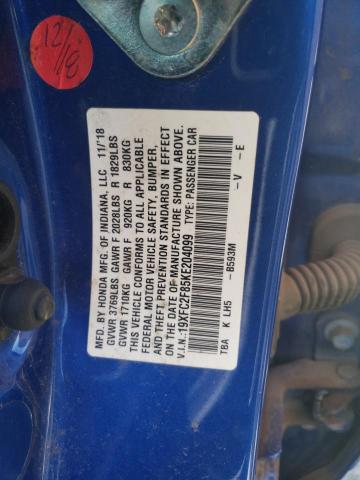 12/8
MFD. BY HONDA MFG. OF INDIANA, LLC 11/'18
GVWR 3769LBS GAWR F 2028LBS R 1829LBS
GVWR 1710KG GAWR F 920KG R 830KG
THIS VEHICLE CONFORMS TO ALL APPLICABLE
FEDERAL MOTOR VEHICLE SAFETY, BUMPER,
AND THEFT PREVENTION STANDARDS IN EFFECT
ON THE DATE OF MANUFACTURE SHOWN ABOVE.
V.I.N.:19XFC2F85KE204099 TYPE: PASSENGER CAR
TBA K LH5 -B593M -V -E